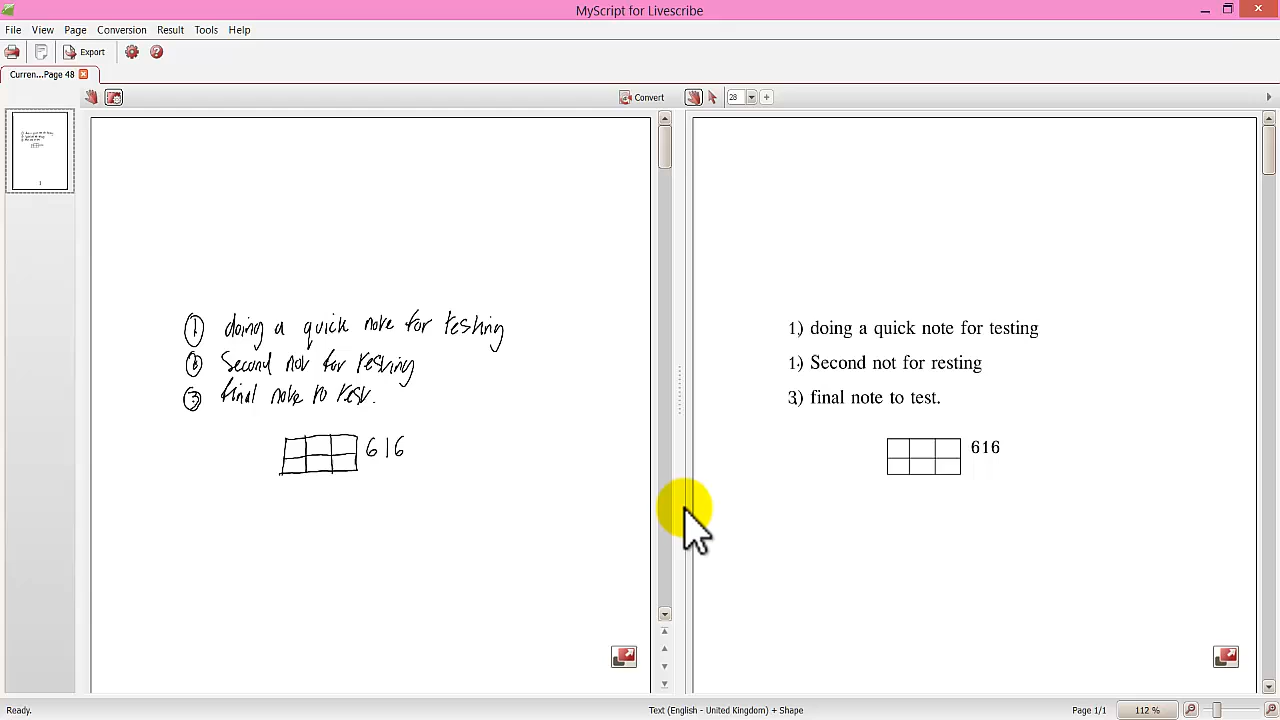 MyScript for Livescribe
File View Page Conversion Result Tools Help
Export
Curren...Page 48
Convert
28
① doing a quick note for testing
② Second not for testing
③ final note to test.
616
1.) doing a quick note for testing
1.) Second not for resting
3.) final note to test.
616
1
Ready.
Text (English - United Kingdom) + Shape
Page 1/1
112 %